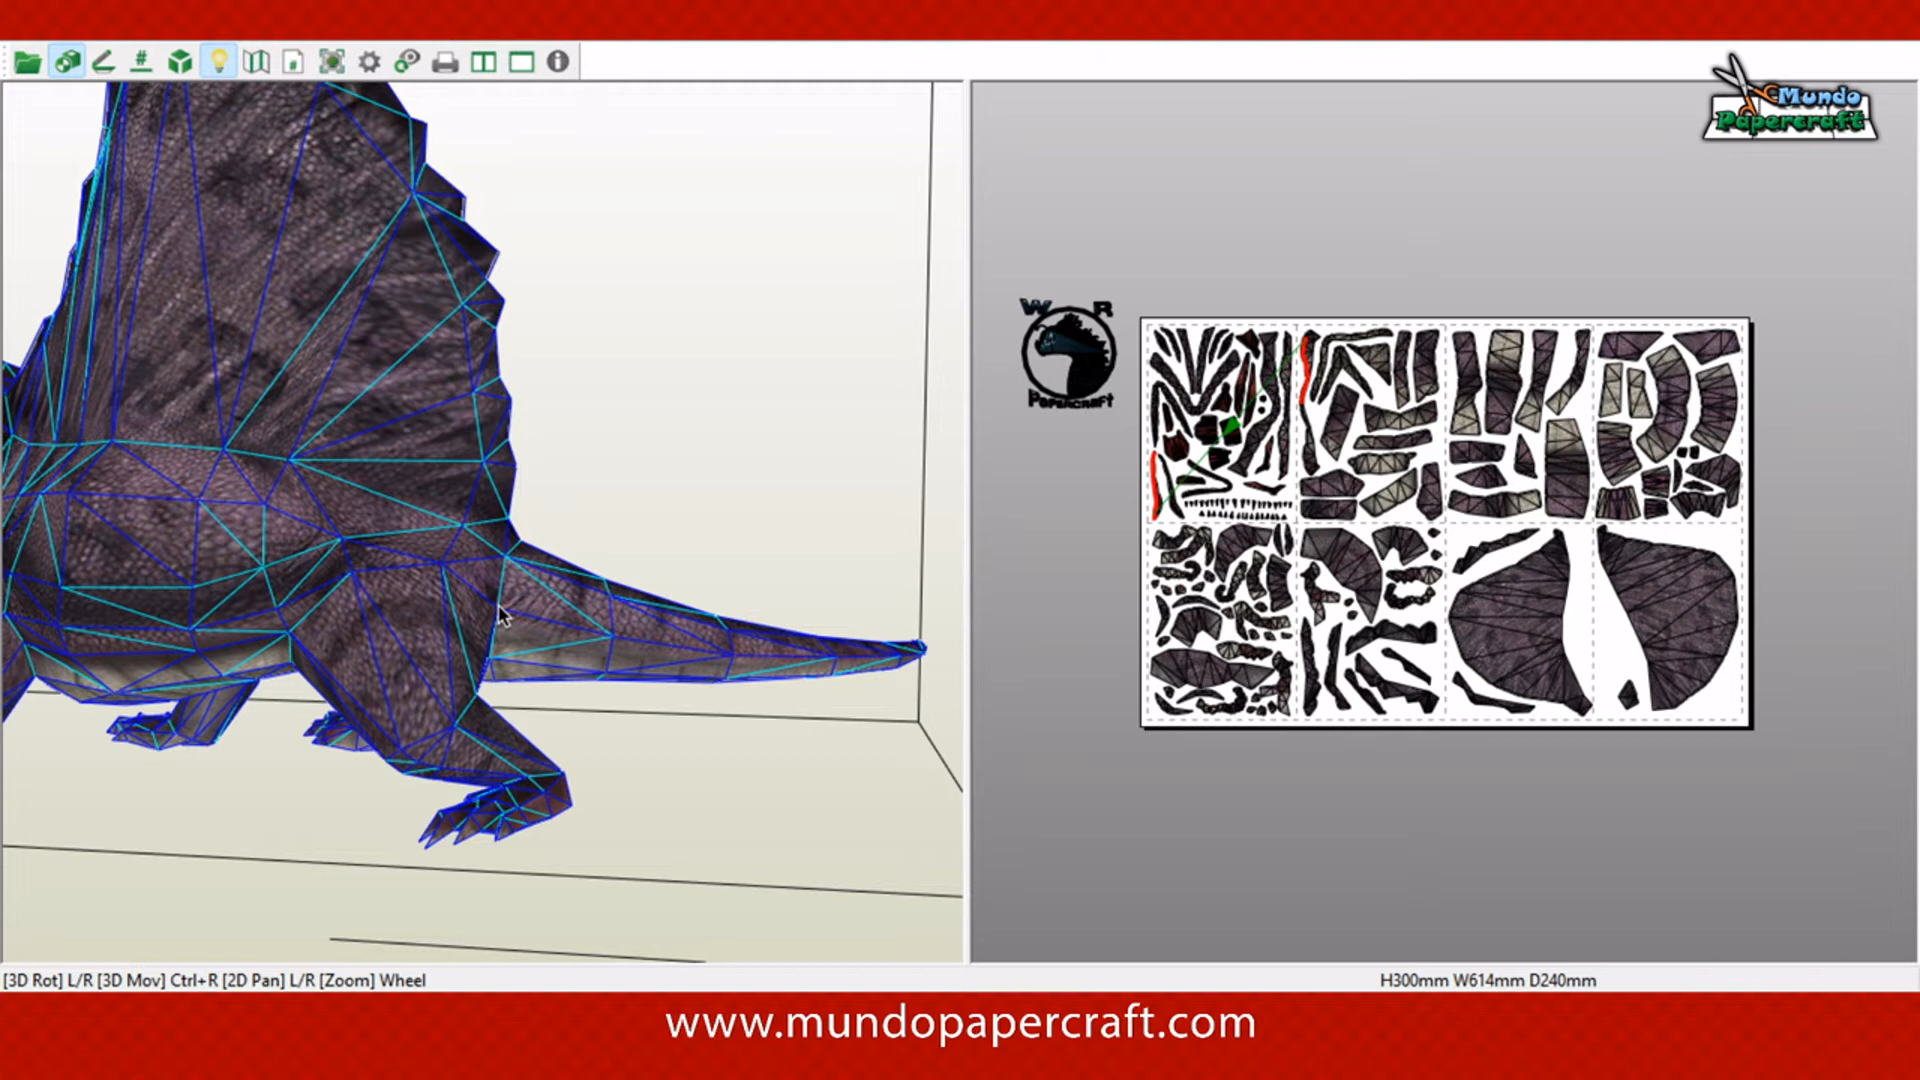 Mundo
Papercraft
W R
PAPERCRAFT
[3D Rot] L/R [3D Mov] Ctrl+R [2D Pan] L/R [Zoom] Wheel
H300mm W614mm D240mm
www.mundopapercraft.com